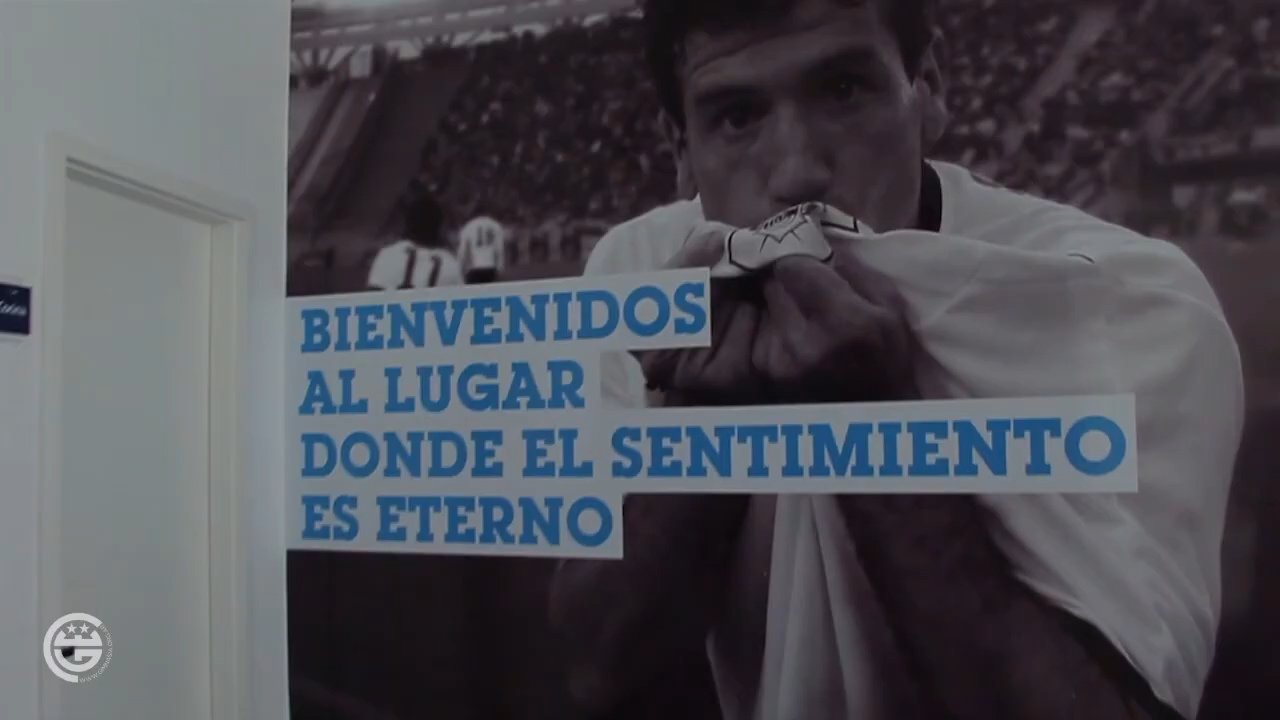 BIENVENIDOS
AL LUGAR
DONDE EL SENTIMIENTO
ES ETERNO